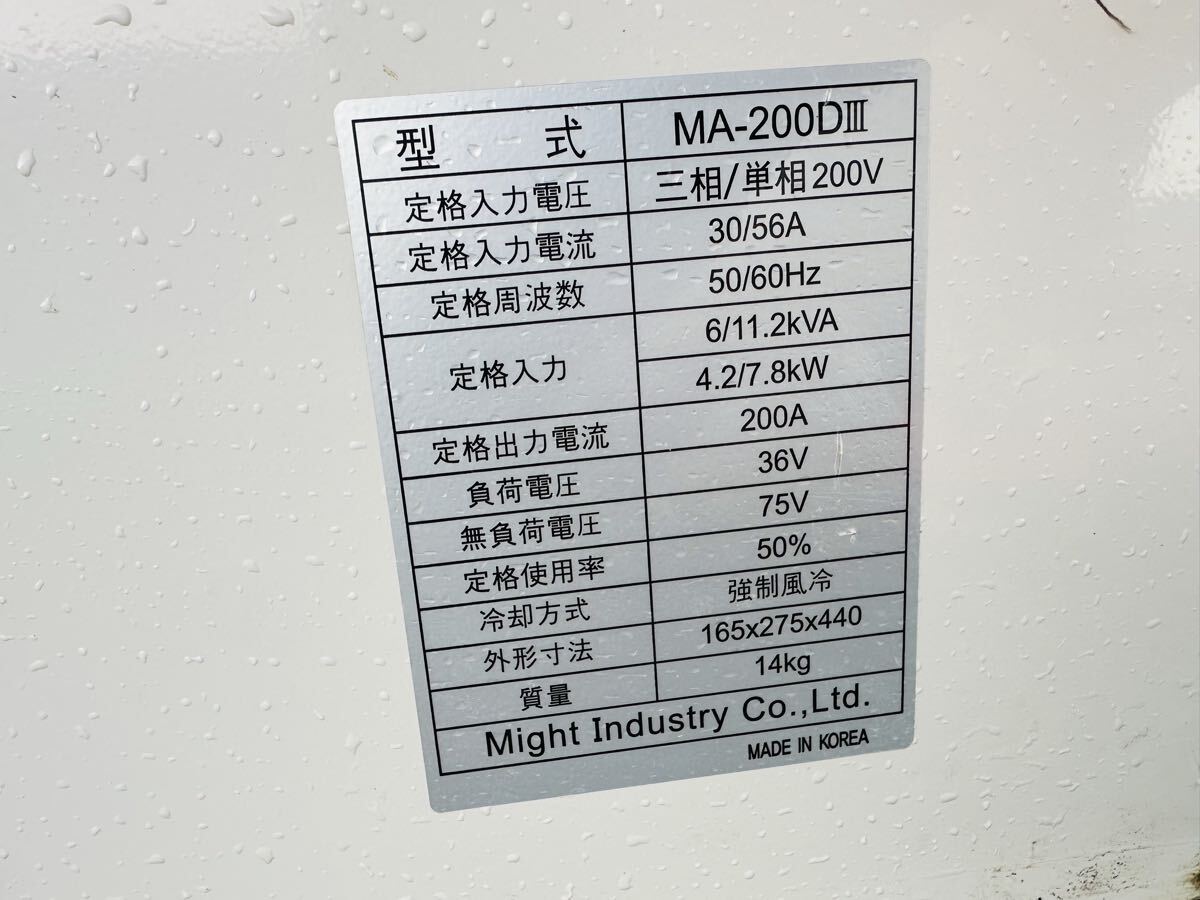 型 式 MA-200DⅢ
定格入力電圧 三相/単相200V
定格入力電流 30/56A
定格周波数 50/60Hz
定格入力 6/11.2kVA
4.2/7.8kW
定格出力電流 200A
負荷電圧 36V
無負荷電圧 75V
定格使用率 50%
冷却方式 強制風冷
外形寸法 165x275x440
質量 14kg
Might Industry Co.,Ltd.
MADE IN KOREA